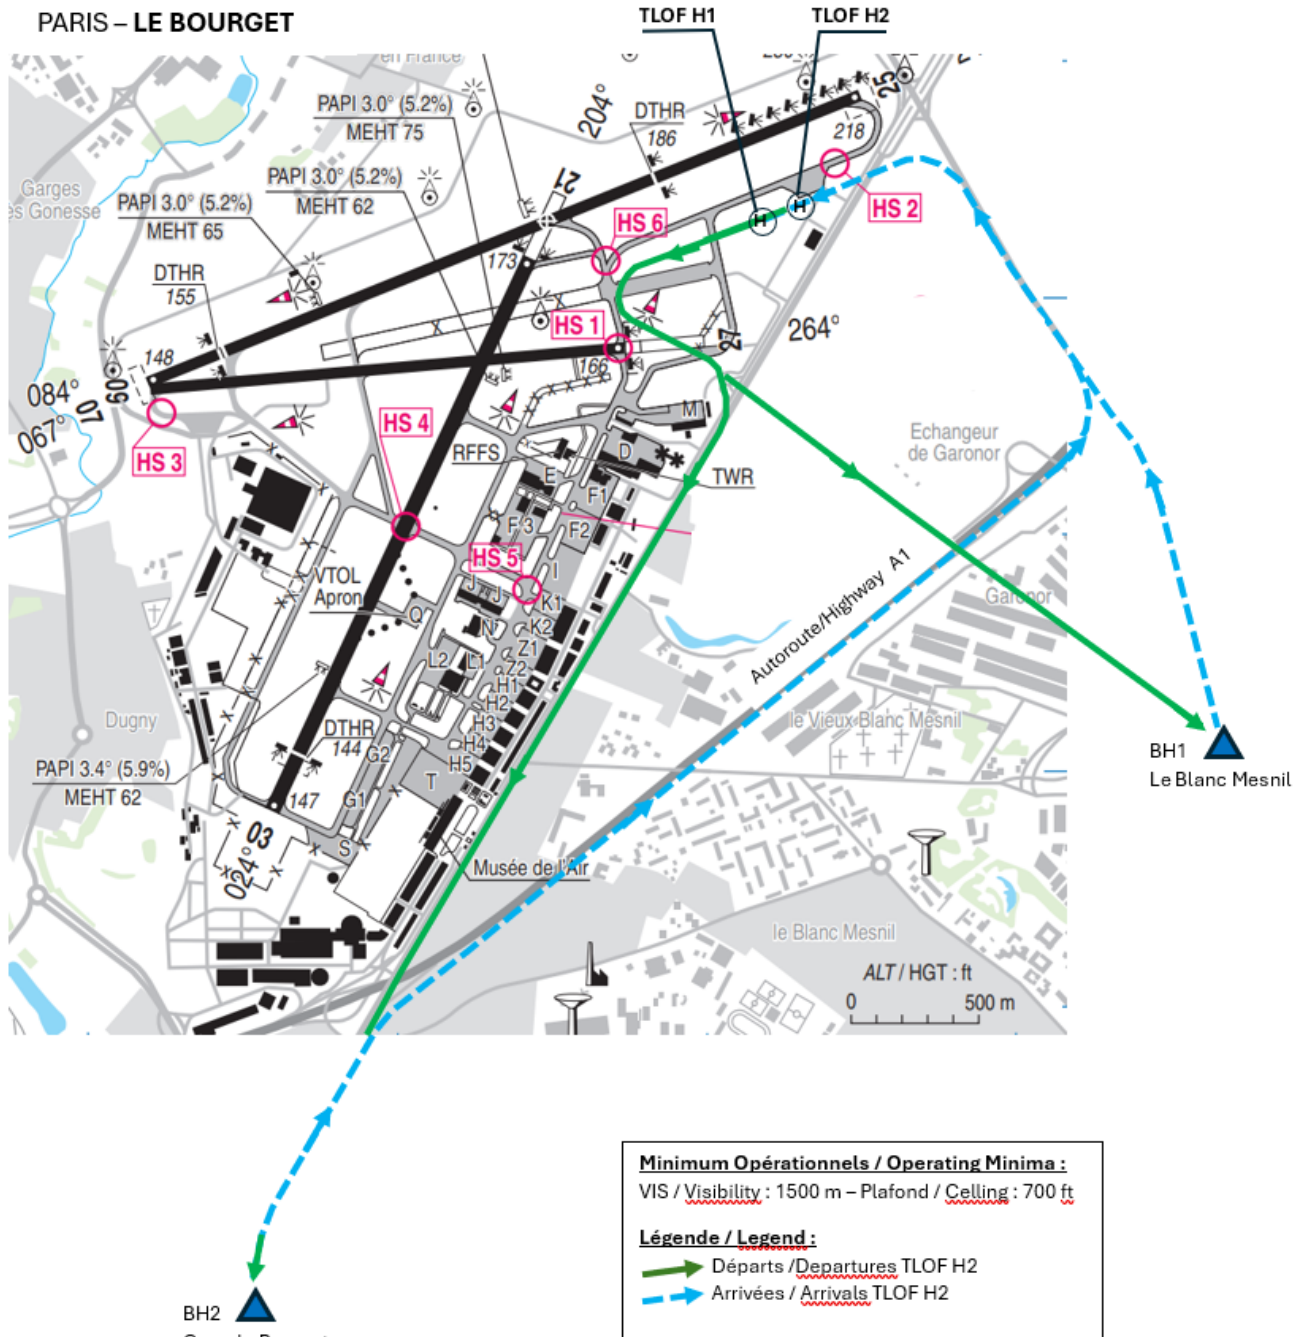 PARIS – LE BOURGET
TLOF H1
TLOF H2
en France
PAPI 3.0° (5.2%)
MEHT 75
204°
DTHR
186
25
218
PAPI 3.0° (5.2%)
MEHT 62
21
Garges
PAPI 3.0° (5.2%)
MEHT 65
HS 6
HS 2
H
H
173
DTHR
155
HS 1
27
264°
148
166
084°
09
07
067°
HS 3
HS 4
M
Echangeur
de Garonor
RFFS
D
TWR
E
F1
F3
F2
HS 5
I
VTOL
Apron
J
J
K1
Q
N
K2
Z1
L2
L1
Z2
H1
H2
H3
H4
H5
Autoroute/Highway A1
Garonor
le Vieux Blanc Mesnil
Dugny
DTHR
144
G2
T
PAPI 3.4° (5.9%)
MEHT 62
147
G1
03
024°
S
Musée de l'Air
BH1
Le Blanc Mesnil
le Blanc Mesnil
ALT / HGT : ft
0
500 m
Minimum Opérationnels / Operating Minima :
VIS / Visibility : 1500 m – Plafond / Celling : 700 ft
Légende / Legend :
Départs /Departures TLOF H2
Arrivées / Arrivals TLOF H2
BH2